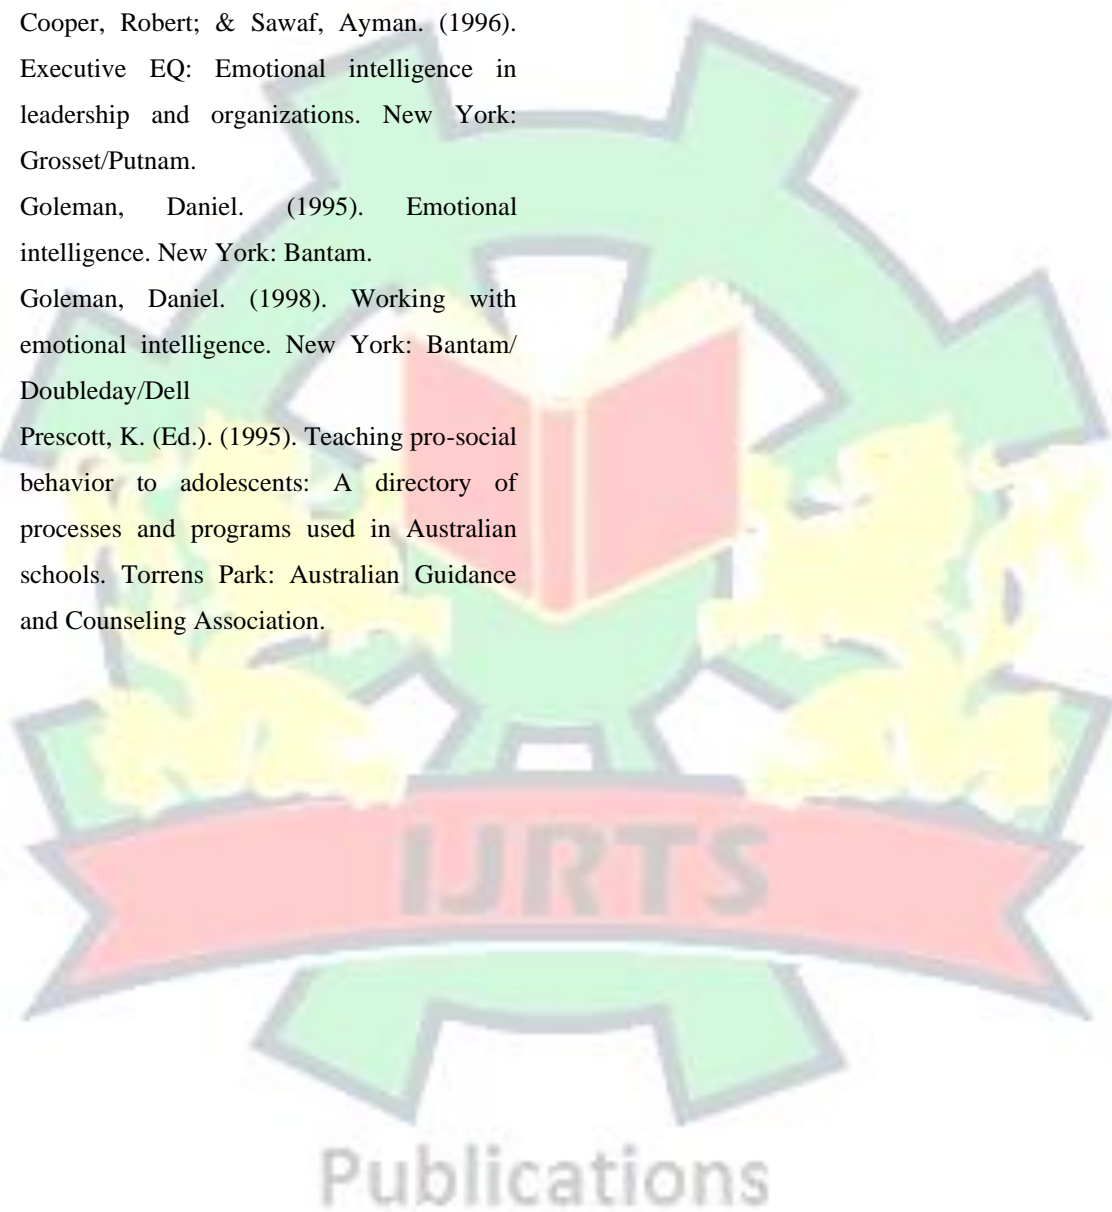 Cooper, Robert; & Sawaf, Ayman. (1996).
Executive EQ: Emotional intelligence in
leadership and organizations. New York:
Grosset/Putnam.
Goleman, Daniel. (1995). Emotional
intelligence. New York: Bantam.
Goleman, Daniel. (1998). Working with
emotional intelligence. New York: Bantam/
Doubleday/Dell
Prescott, K. (Ed.). (1995). Teaching pro-social
behavior to adolescents: A directory of
processes and programs used in Australian
schools. Torrens Park: Australian Guidance
and Counseling Association.
IJRTS
Publications